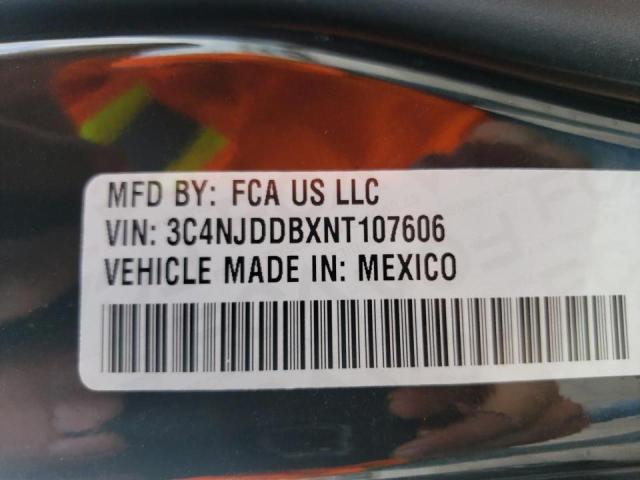 MFD BY: FCA US LLC
VIN: 3C4NJDDBXNT107606
VEHICLE MADE IN: MEXICO